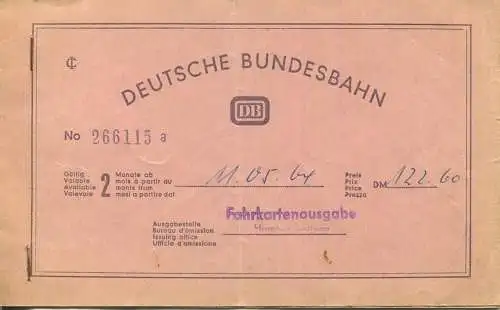 ₵
DEUTSCHE BUNDESBAHN
DB
No 266115 a
Gültig 2 Monate ab 11.05.64 Preis DM 122.60
Valable mois à partir du Prix
Available months from Price
Valevole mesi a partire dal Prezzo
Fahrkartenausgabe
Ausgabestelle
Bureau d'émission
Issuing office
Ufficio d'emissione